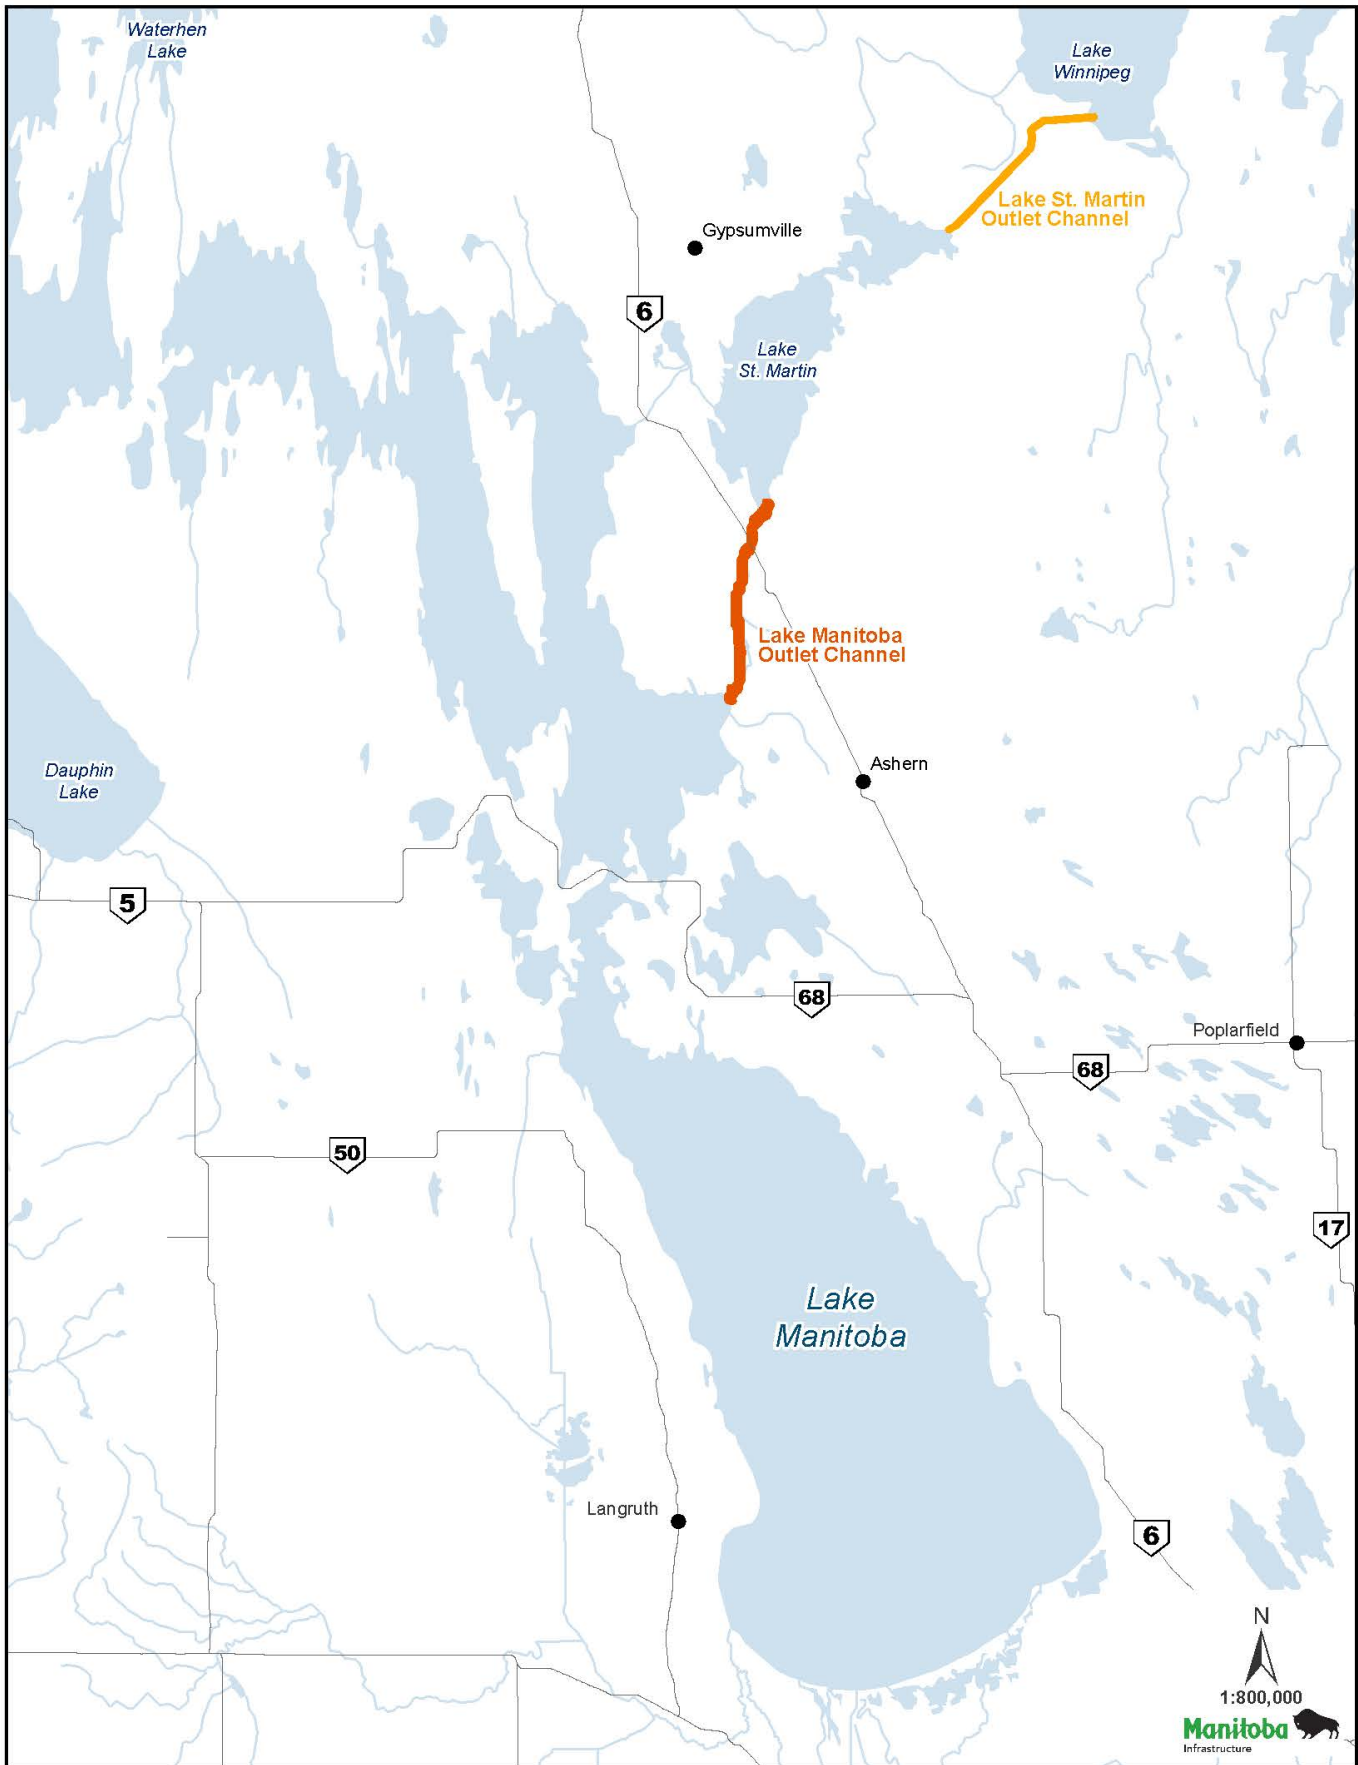 Waterhen
Lake
Lake
Winnipeg
Lake St. Martin
Outlet Channel
Gypsumville
6
Lake
St. Martin
Lake Manitoba
Outlet Channel
Dauphin
Lake
Ashern
5
68
Poplarfield
68
50
17
Lake
Manitoba
Langruth
6
N
1:800,000
Manitoba
Infrastructure